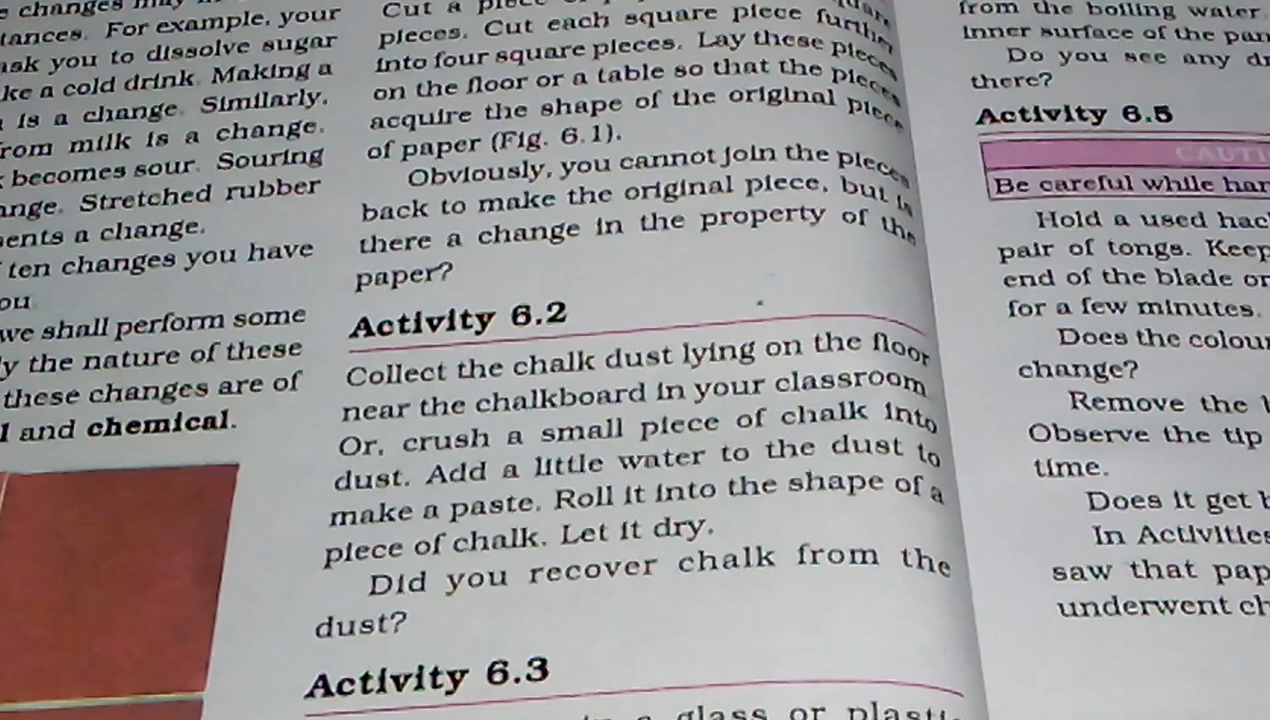 changes may
tances. For example, your
ask you to dissolve sugar
ke a cold drink. Making a
is a change. Similarly,
rom milk is a change.
becomes sour. Souring
ange. Stretched rubber
sents a change.
ten changes you have
ou
we shall perform some
y the nature of these
these changes are of
l and chemical.
Cut a
pieces. Cut each square piece further
into four square pieces. Lay these pieces
on the floor or a table so that the pieces
acquire the shape of the original piece
of paper (Fig. 6.1).
Obviously, you cannot join the pieces
back to make the original piece, but is
there a change in the property of the
paper?
Activity 6.2
Collect the chalk dust lying on the floor
near the chalkboard in your classroom
Or, crush a small piece of chalk into
dust. Add a little water to the dust to
make a paste. Roll it into the shape of a
piece of chalk. Let it dry.
Did you recover chalk from the
dust?
Activity 6.3
a glass or plasti
from the boiling water.
inner surface of the pan
Do you see any dr
there?
Activity 6.5
CAUTI
Be careful while han
Hold a used hac
pair of tongs. Keep
end of the blade on
for a few minutes.
Does the colour
change?
Remove the b
Observe the tip
time.
Does it get b
In Activities
saw that pap
underwent ch